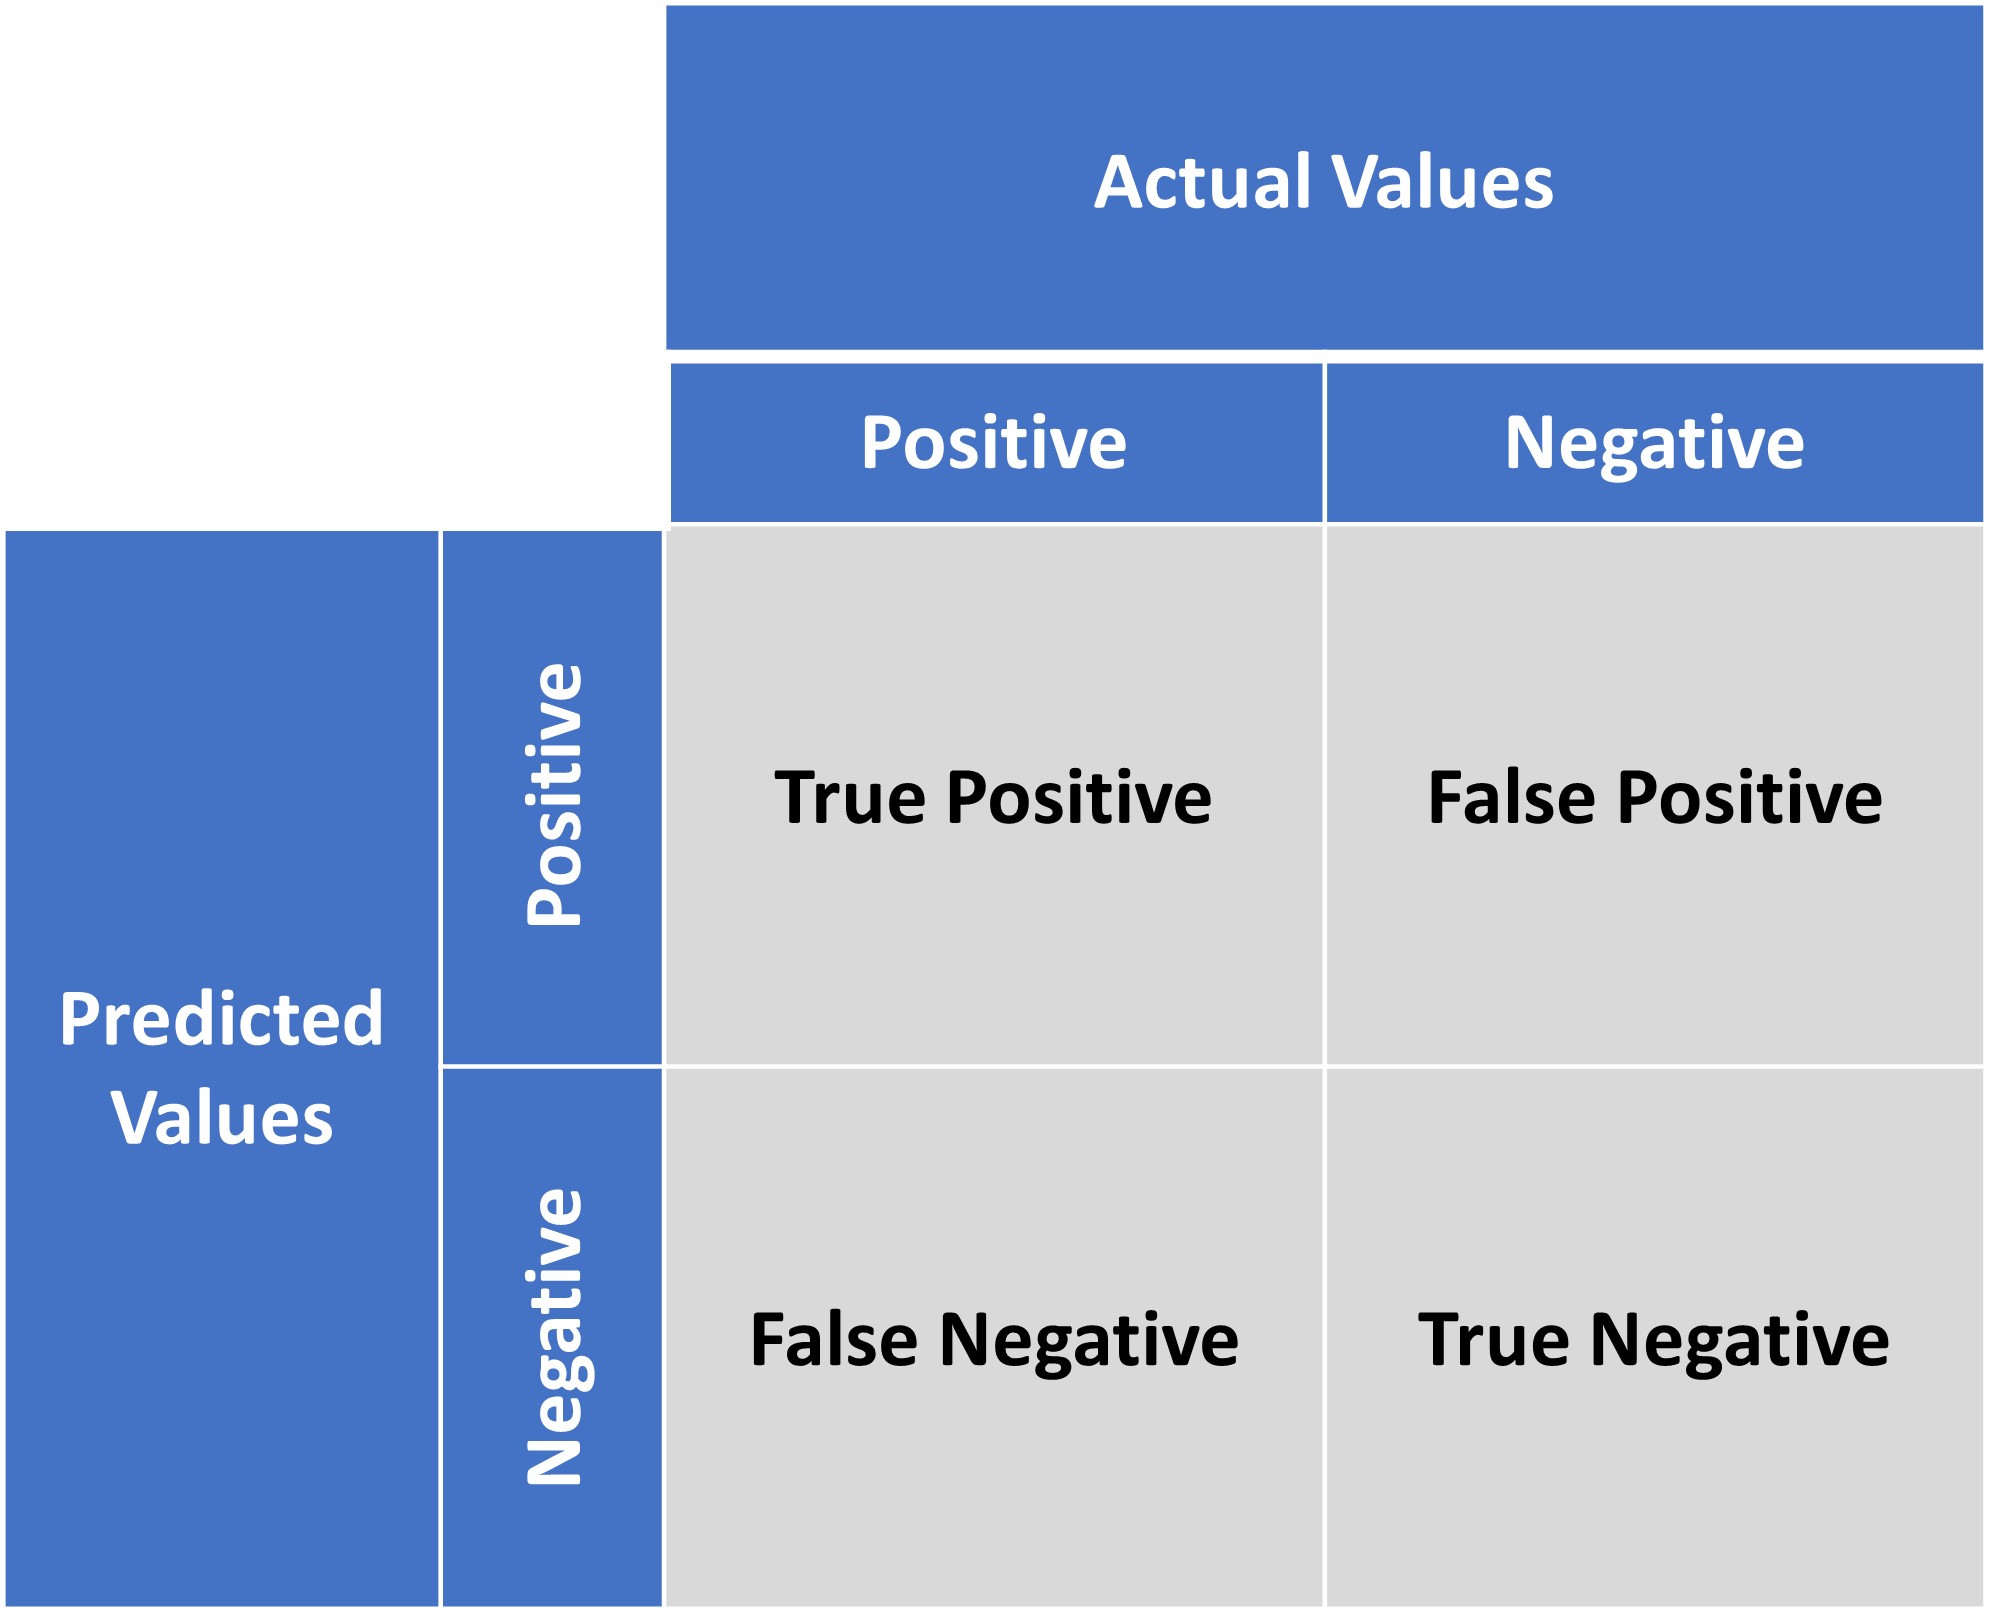 Actual Values
Positive
Negative
Predicted
Values
Positive
True Positive
False Positive
Negative
False Negative
True Negative